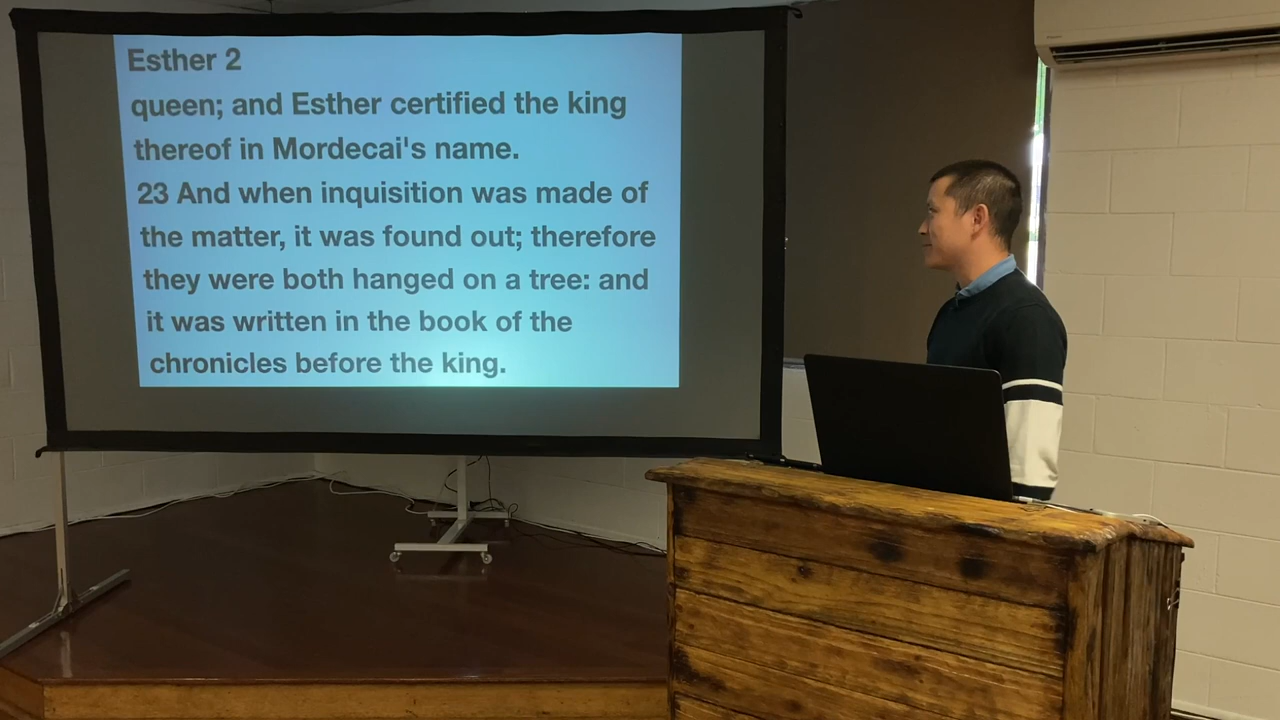 Esther 2
queen; and Esther certified the king
thereof in Mordecai's name.
23 And when inquisition was made of
the matter, it was found out; therefore
they were both hanged on a tree: and
it was written in the book of the
chronicles before the king.